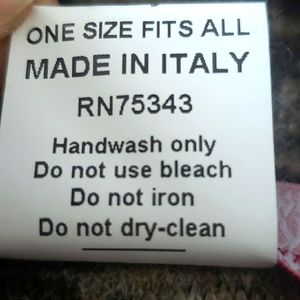 ONE SIZE FITS ALL
MADE IN ITALY
RN75343
Handwash only
Do not use bleach
Do not iron
Do not dry-clean